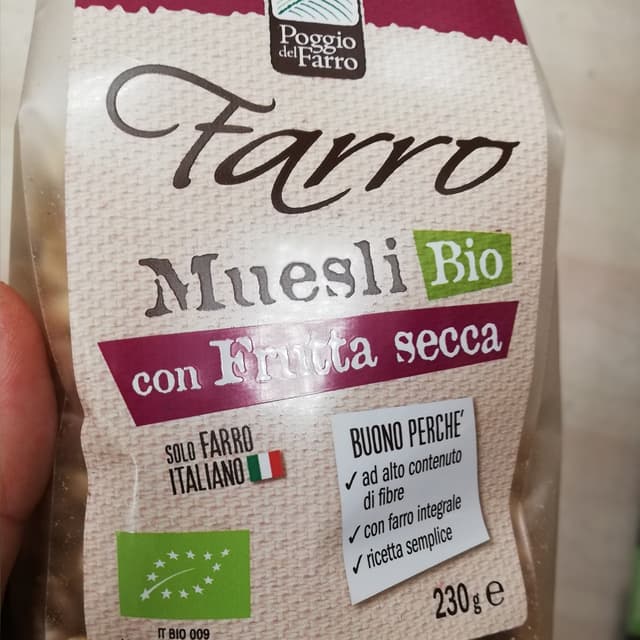 Poggio
del Farro
Farro
Muesli Bio
con Frutta secca
SOLO FARRO
ITALIANO
BUONO PERCHE'
✓ ad alto contenuto
di fibre
✓ con farro integrale
✓ ricetta semplice
230g e
IT BIO 009